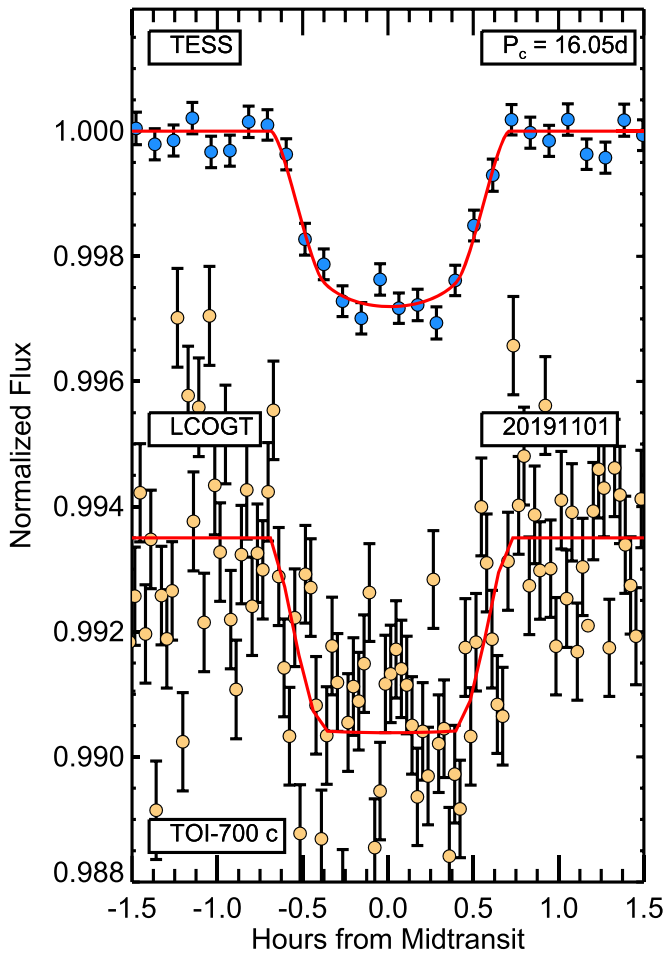 TESS
P_c = 16.05d
1.000
0.998
0.996
LCOGT
20191101
0.994
0.992
0.990
TOI-700 c
0.988
-1.5 -1.0 -0.5 0.0 0.5 1.0 1.5
Hours from Midtransit
Normalized Flux